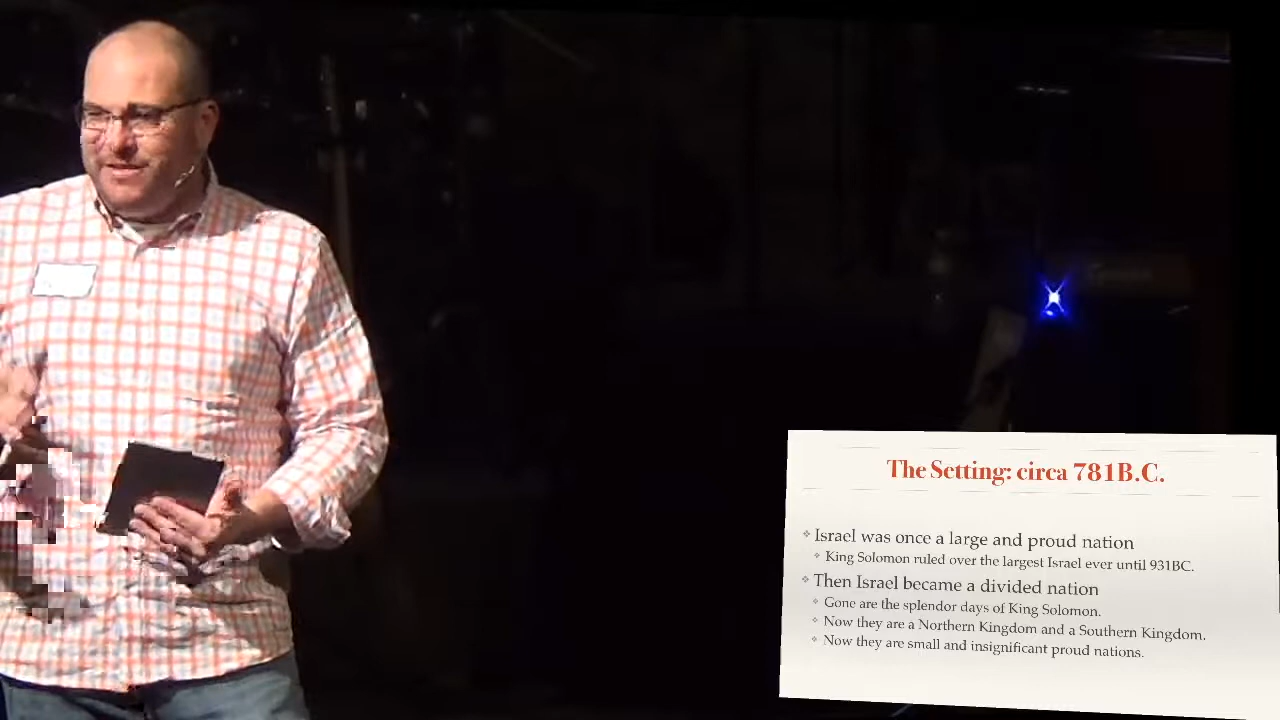 The Setting: circa 781B.C.
Israel was once a large and proud nation
King Solomon ruled over the largest Israel ever until 931BC.
Then Israel became a divided nation
Gone are the splendor days of King Solomon.
Now they are a Northern Kingdom and a Southern Kingdom.
Now they are small and insignificant proud nations.